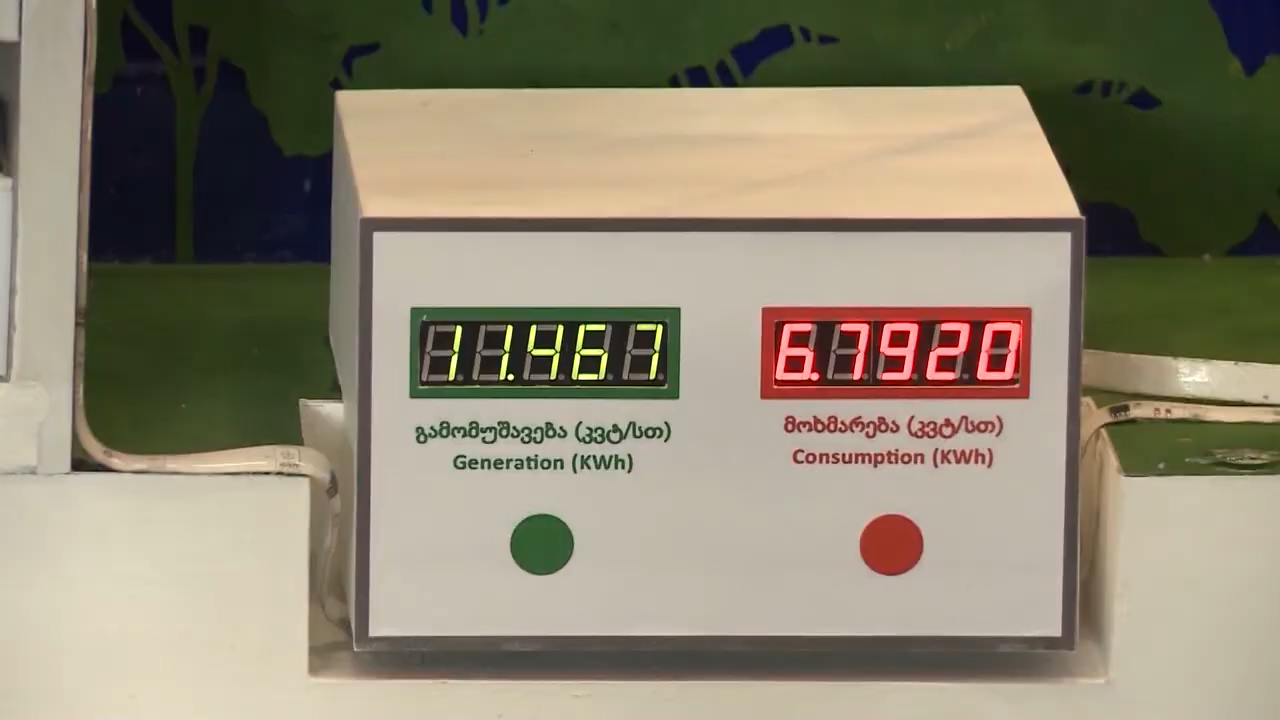 11.467
6.7920
გამომუშავება (კვტ/სთ)
Generation (KWh)
მოხმარება (კვტ/სთ)
Consumption (KWh)